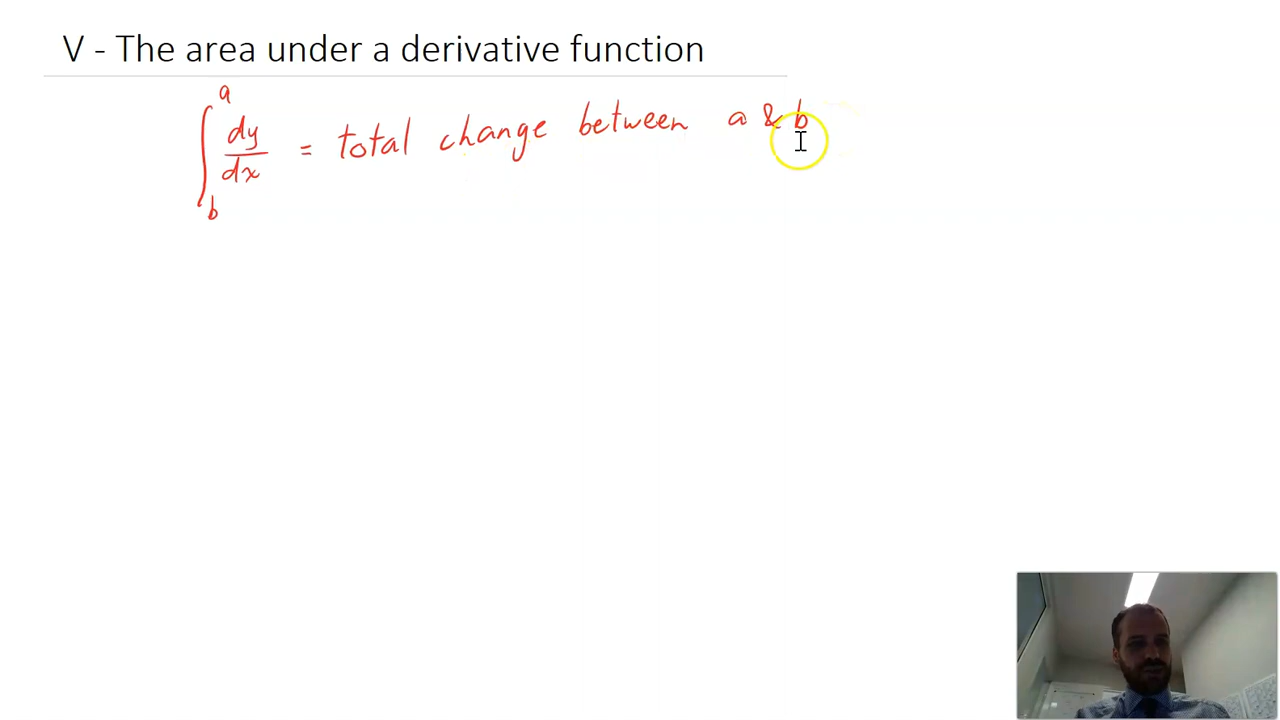 V - The area under a derivative function
∫ₐ dy/dx = total change between a & b